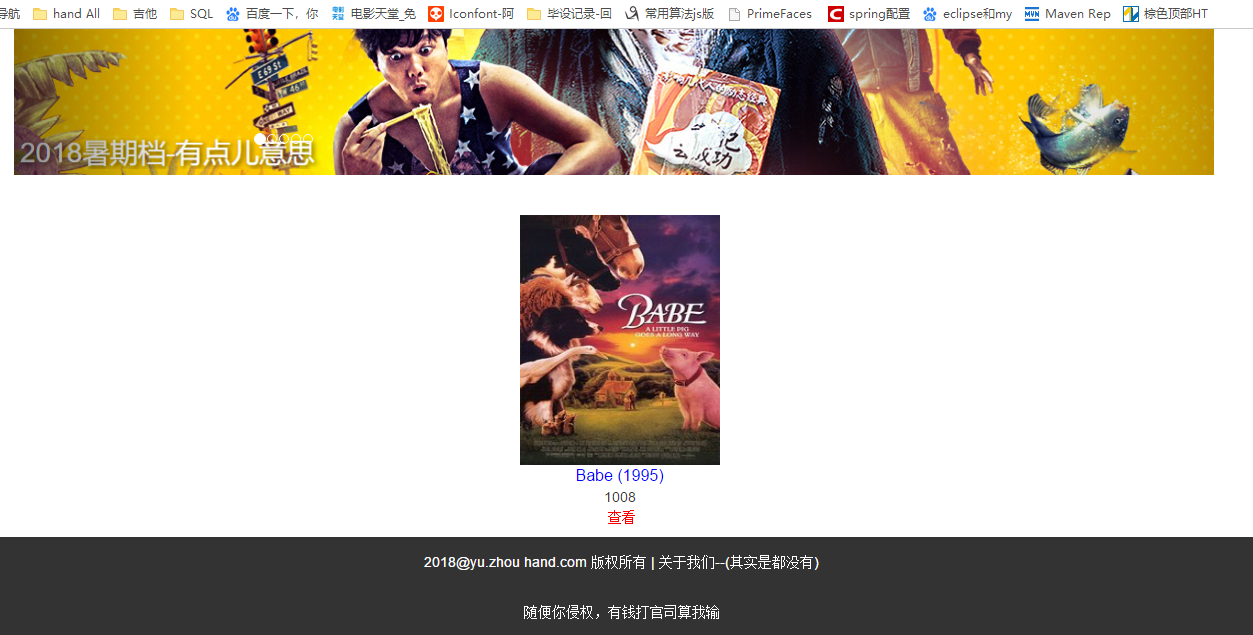 导航 hand All 吉他 SQL 百度一下，你 电影天堂_免 Iconfont-阿 毕设记录-回 常用算法js版 PrimeFaces spring配置 eclipse和my Maven Rep 棕色顶部HT
E 69 St
2018暑期档-有点儿意思
BABE
A LITTLE PIG
GOES A LONG WAY
Babe (1995)
1008
查看
2018@yu.zhou hand.com 版权所有 | 关于我们--(其实是都没有)
随便你侵权，有钱打官司算我输